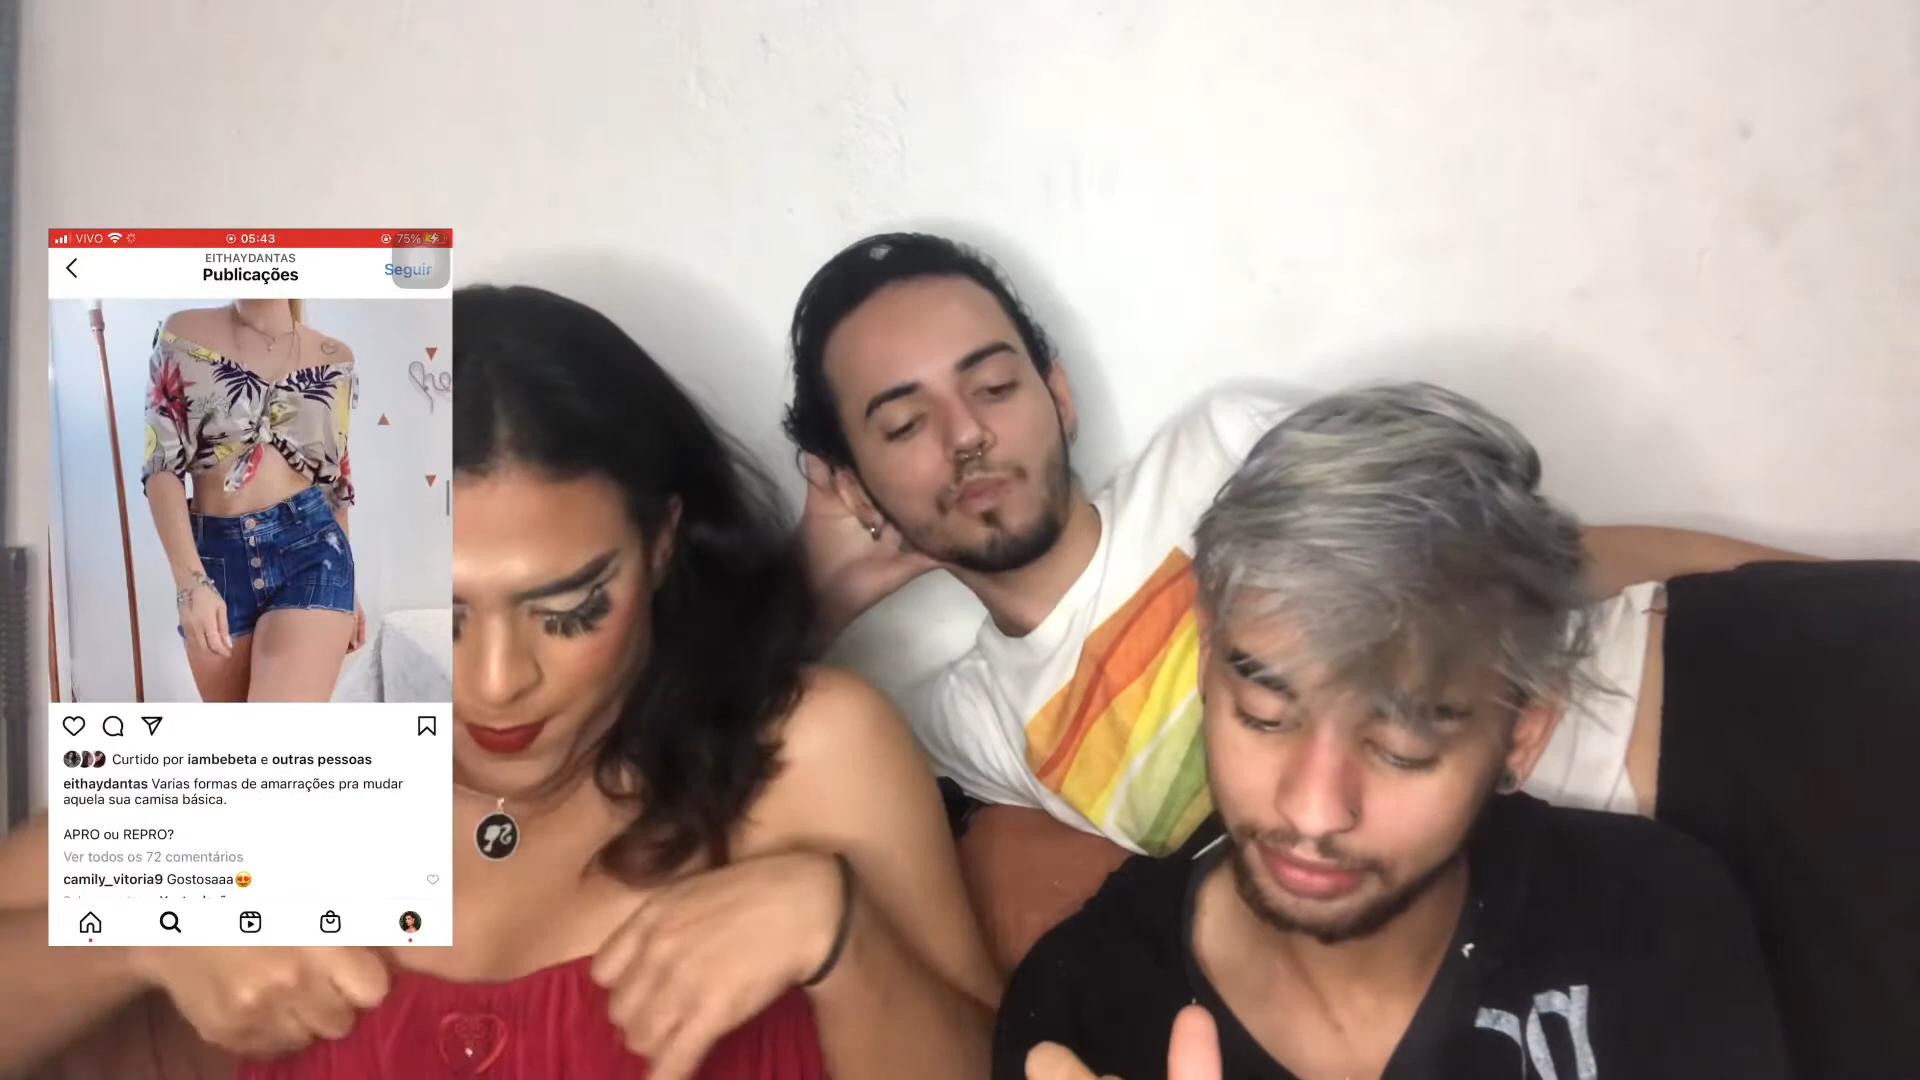 VIVO 05:43 75%
EITHAYDANTAS
Publicações
Seguir
Curtido por iambebeta e outras pessoas
eithaydantas Varias formas de amarrações pra mudar
aquela sua camisa básica.
APRO ou REPRO?
Ver todos os 72 comentários
camily_vitoria9 Gostosaaa😍